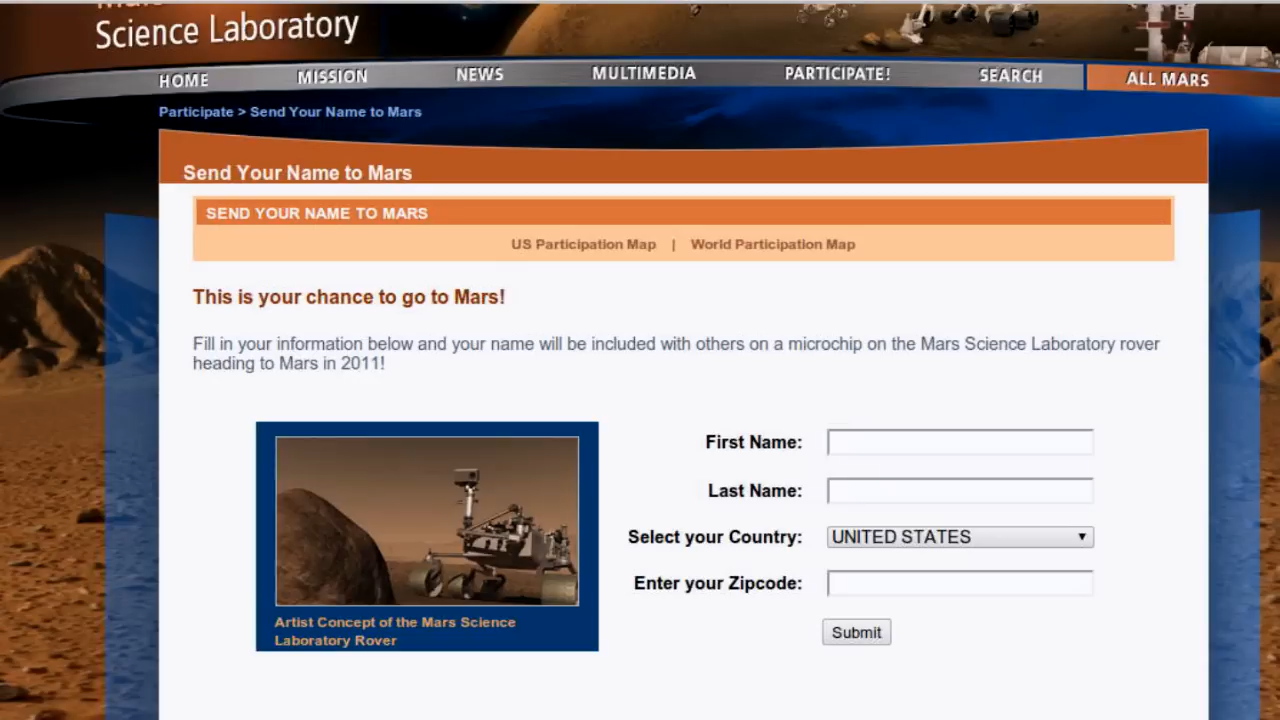 Science Laboratory
HOME MISSION NEWS MULTIMEDIA PARTICIPATE! SEARCH ALL MARS
Participate > Send Your Name to Mars
Send Your Name to Mars
SEND YOUR NAME TO MARS
US Participation Map | World Participation Map
This is your chance to go to Mars!
Fill in your information below and your name will be included with others on a microchip on the Mars Science Laboratory rover
heading to Mars in 2011!
First Name:
Last Name:
Select your Country: UNITED STATES
Enter your Zipcode:
Submit
Artist Concept of the Mars Science
Laboratory Rover